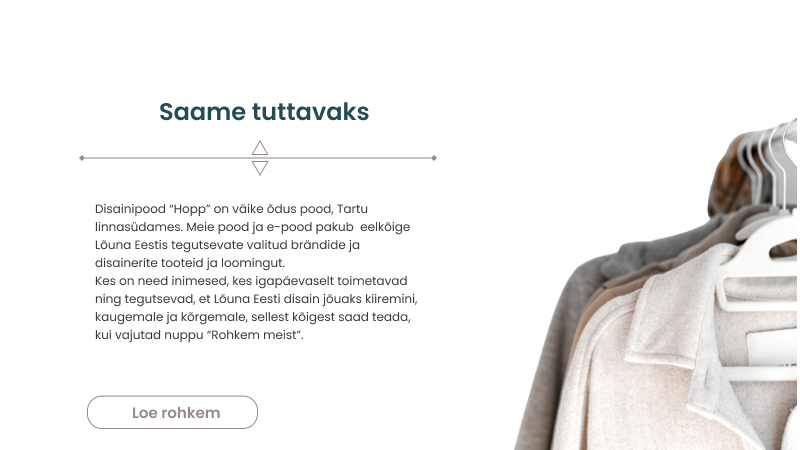 Saame tuttavaks
Disainipood “Hopp” on väike õdus pood, Tartu
linnasüdames. Meie pood ja e-pood pakub  eelkõige
Lõuna Eestis tegutsevate valitud brändide ja
disainerite tooteid ja loomingut.
Kes on need inimesed, kes igapäevaselt toimetavad
ning tegutsevad, et Lõuna Eesti disain jõuaks kiiremini,
kaugemale ja kõrgemale, sellest kõigest saad teada,
kui vajutad nuppu “Rohkem meist”.
Loe rohkem